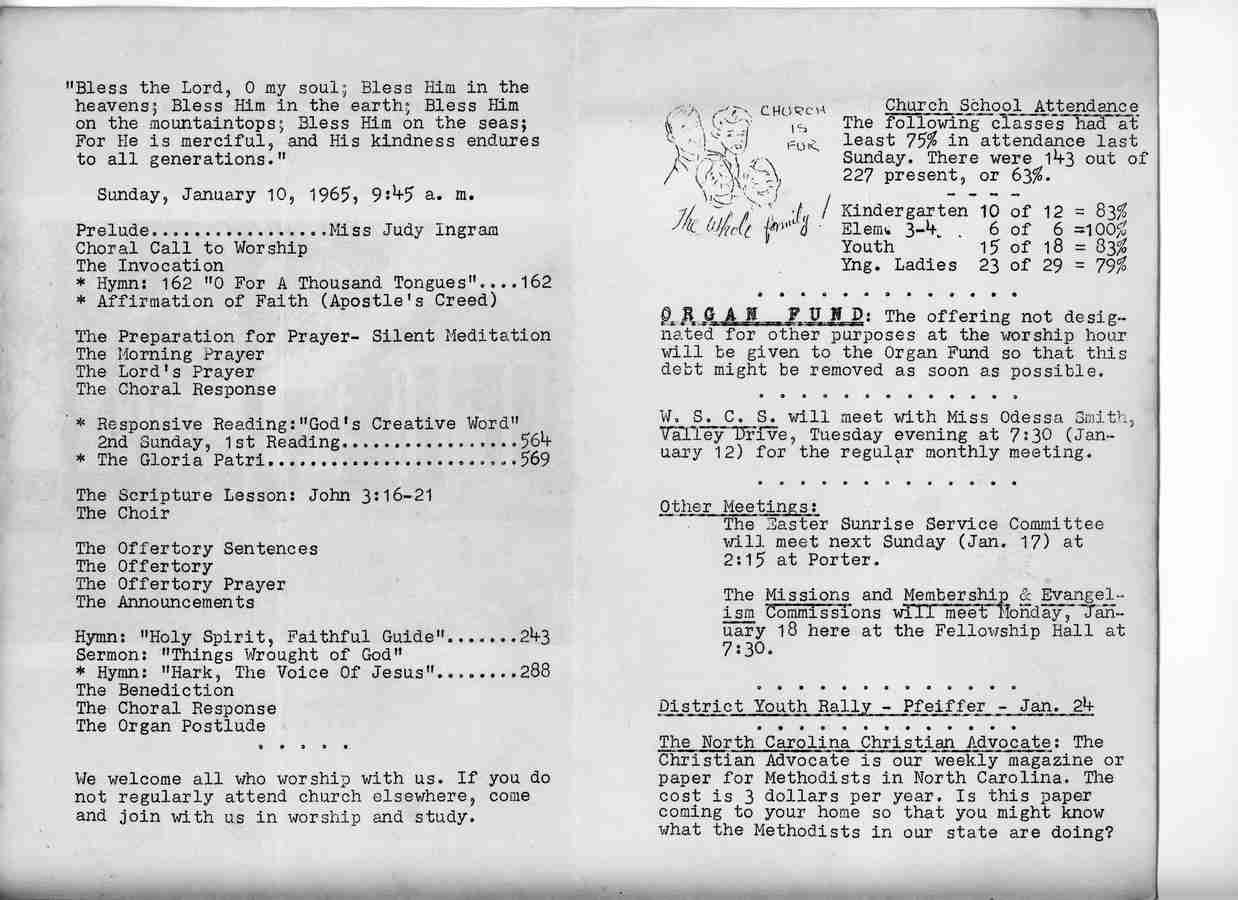 "Bless the Lord, O my soul; Bless Him in the
heavens; Bless Him in the earth; Bless Him
on the mountaintops; Bless Him on the seas;
For He is merciful, and His kindness endures
to all generations."
Sunday, January 10, 1965, 9:45 a. m.
Prelude.................Miss Judy Ingram
Choral Call to Worship
The Invocation
* Hymn: 162 "O For A Thousand Tongues"....162
* Affirmation of Faith (Apostle's Creed)
The Preparation for Prayer- Silent Meditation
The Morning Prayer
The Lord's Prayer
The Choral Response
* Responsive Reading:"God's Creative Word"
2nd Sunday, 1st Reading.................564
* The Gloria Patri........................569
The Scripture Lesson: John 3:16-21
The Choir
The Offertory Sentences
The Offertory
The Offertory Prayer
The Announcements
Hymn: "Holy Spirit, Faithful Guide".......243
Sermon: "Things Wrought of God"
* Hymn: "Hark, The Voice Of Jesus"........288
The Benediction
The Choral Response
The Organ Postlude
. . . . .
We welcome all who worship with us. If you do
not regularly attend church elsewhere, come
and join with us in worship and study.
CHURCH
IS
FOR
The Whole family!
Church School Attendance
The following classes had at
least 75% in attendance last
Sunday. There were 143 out of
227 present, or 63%.
- - - -
Kindergarten 10 of 12 = 83%
Elem. 3-4. . 6 of 6 =100%
Youth 15 of 18 = 83%
Yng. Ladies 23 of 29 = 79%
. . . . . . . . . . . . .
ORGAN FUND: The offering not desig-
nated for other purposes at the worship hour
will be given to the Organ Fund so that this
debt might be removed as soon as possible.
. . . . . . . . . . . . .
W. S. C. S. will meet with Miss Odessa Smith,
Valley Drive, Tuesday evening at 7:30 (Jan-
uary 12) for the regular monthly meeting.
. . . . . . . . . . . . .
Other Meetings:
The Easter Sunrise Service Committee
will meet next Sunday (Jan. 17) at
2:15 at Porter.
The Missions and Membership & Evangel-
ism Commissions will meet Monday, Jan-
uary 18 here at the Fellowship Hall at
7:30.
. . . . . . . . . . . . .
District Youth Rally - Pfeiffer - Jan. 24
. . . . . . . . . . . . .
The North Carolina Christian Advocate: The
Christian Advocate is our weekly magazine or
paper for Methodists in North Carolina. The
cost is 3 dollars per year. Is this paper
coming to your home so that you might know
what the Methodists in our state are doing?